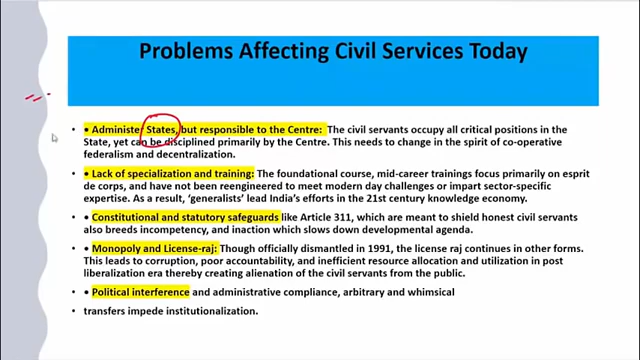 Problems Affecting Civil Services Today
• • Administer States, but responsible to the Centre: The civil servants occupy all critical positions in the
State, yet can be disciplined primarily by the Centre. This needs to change in the spirit of co-operative
federalism and decentralization.
• • Lack of specialization and training: The foundational course, mid-career trainings focus primarily on esprit
de corps, and have not been reengineered to meet modern day challenges or impart sector-specific
expertise. As a result, ‘generalists’ lead India’s efforts in the 21st century knowledge economy.
• • Constitutional and statutory safeguards like Article 311, which are meant to shield honest civil servants
also breeds incompetency, and inaction which slows down developmental agenda.
• • Monopoly and License-raj: Though officially dismantled in 1991, the license raj continues in other forms.
This leads to corruption, poor accountability, and inefficient resource allocation and utilization in post
liberalization era thereby creating alienation of the civil servants from the public.
• • Political interference and administrative compliance, arbitrary and whimsical
• transfers impede institutionalization.